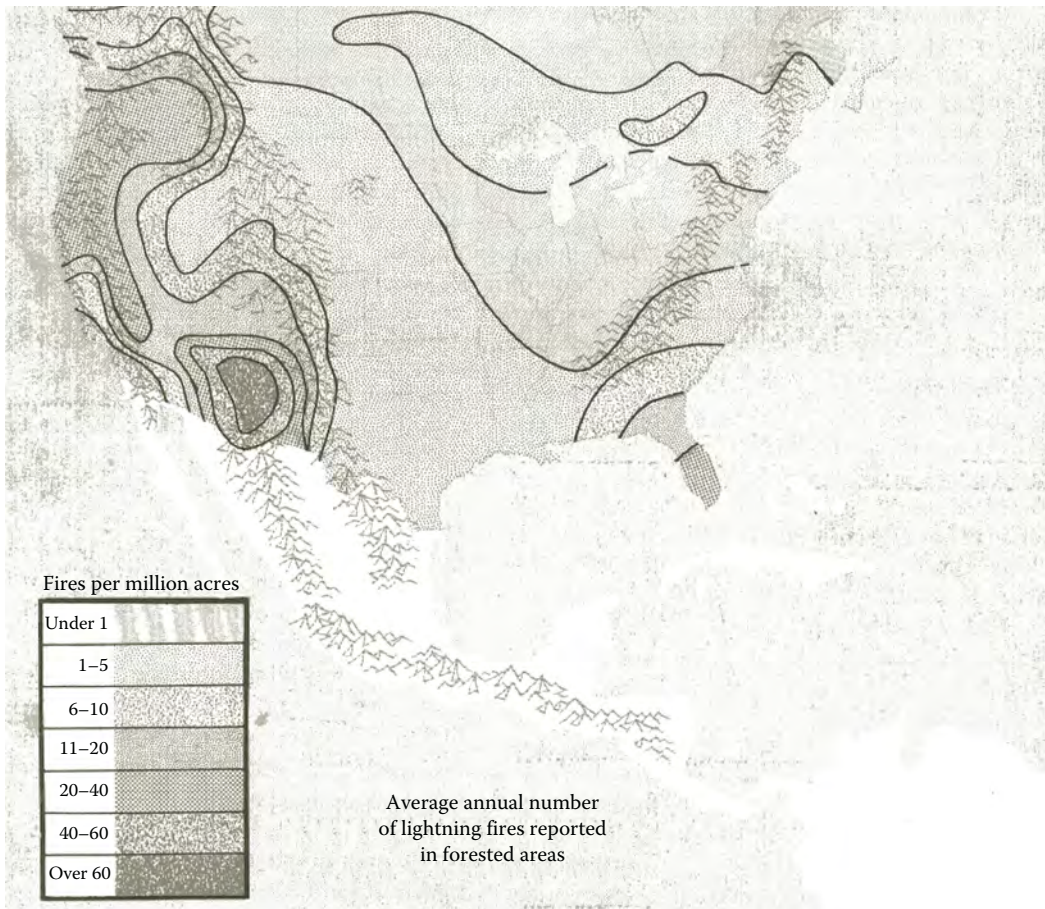 Fires per million acres
Under 1
1–5
6–10
11–20
20–40
40–60
Over 60
Average annual number
of lightning fires reported
in forested areas